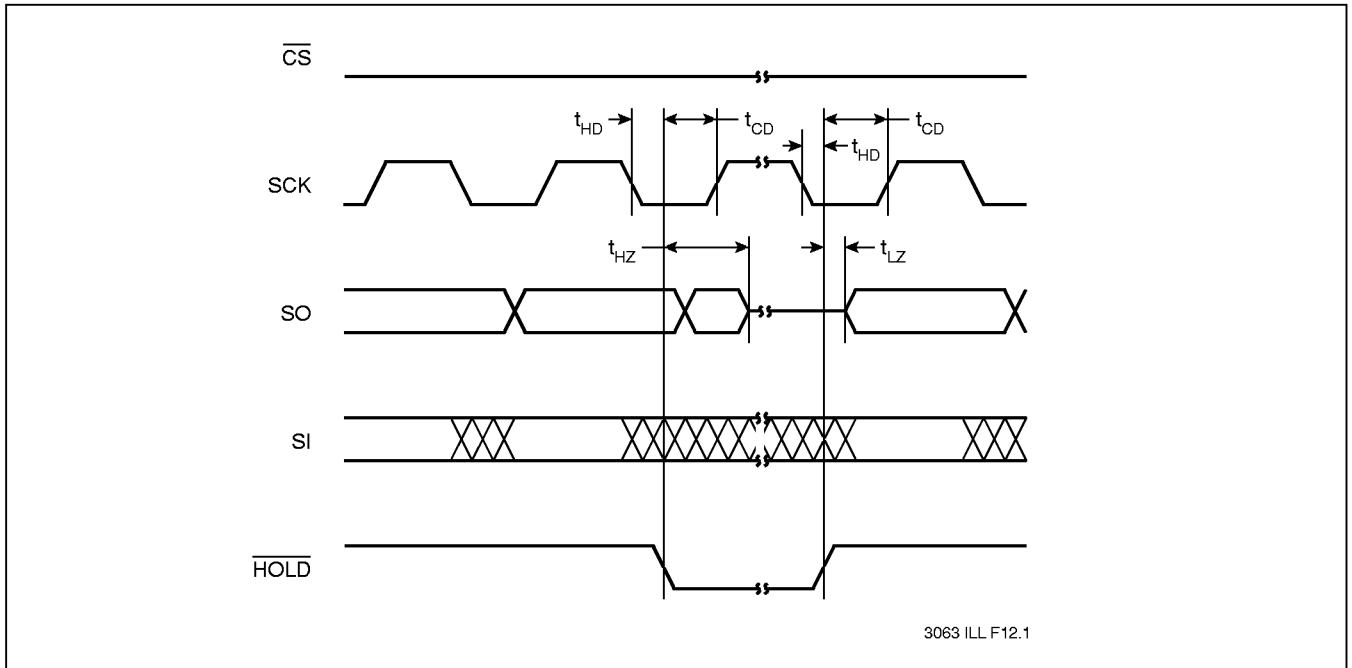 CS
tHD
tCD
tCD
tHD
SCK
tHZ
tLZ
SO
SI
HOLD
3063 ILL F12.1